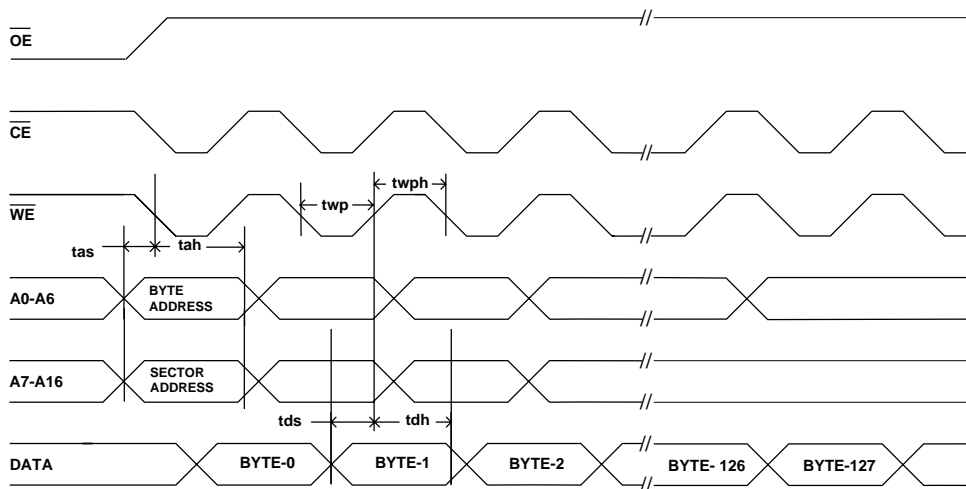 OE
CE
WE
twp
twph
tas
tah
A0-A6
BYTE
ADDRESS
A7-A16
SECTOR
ADDRESS
tds
tdh
DATA
BYTE-0
BYTE-1
BYTE-2
BYTE- 126
BYTE-127